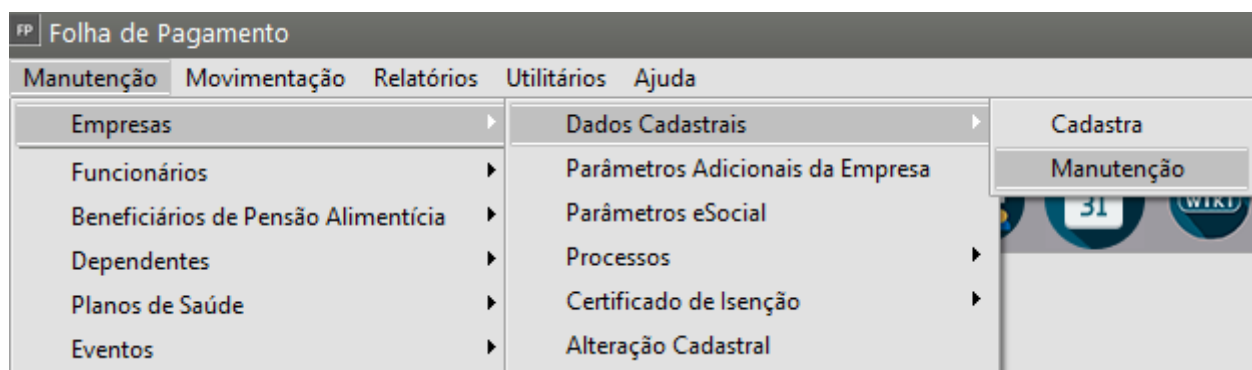 FP Folha de Pagamento
Manutenção Movimentação Relatórios Utilitários Ajuda
Empresas Dados Cadastrais Cadastra
Funcionários Parâmetros Adicionais da Empresa Manutenção
Beneficiários de Pensão Alimentícia Parâmetros eSocial 31 WIKI
Dependentes Processos
Planos de Saúde Certificado de Isenção
Eventos Alteração Cadastral